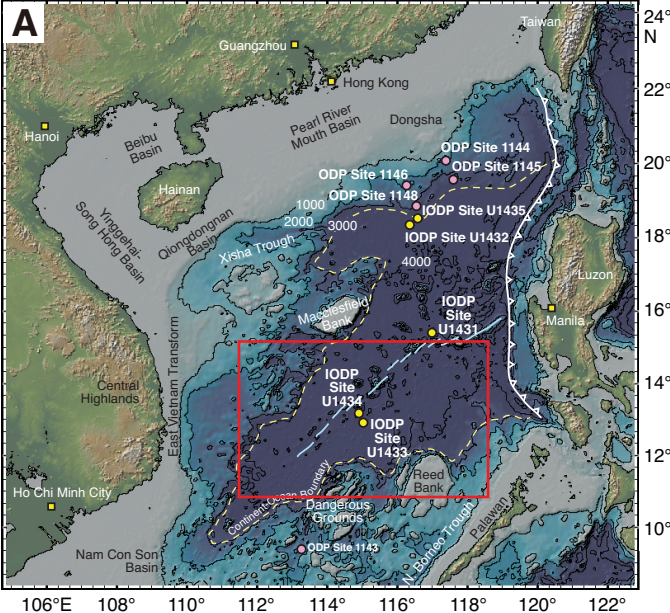 A
Taiwan
24°
N
Guangzhou
Hong Kong
22°
Pearl River
Mouth Basin
Dongsha
Hanoi
Beibu
Basin
ODP Site 1144
20°
ODP Site 1145
ODP Site 1146
Hainan
ODP Site 1148
1000
2000
3000
IODP Site U1435
IODP Site U1432
Yinggehai-
Song Hong Basin
Qiongdongnan
Basin
Xisha Trough
18°
4000
Luzon
Macclesfield
Bank
IODP
Site
U1431
16°
Manila
East Vietnam Transform
Central
Highlands
IODP
Site
U1434
14°
IODP
Site
U1433
Continent-Ocean Boundary
Reed
Bank
Ho Chi Minh City
Dangerous
Grounds
N. Borneo Trough
Palawan
10°
12°
ODP Site 1143
Nam Con Son
Basin
106°E
108°
110°
112°
114°
116°
118°
120°
122°